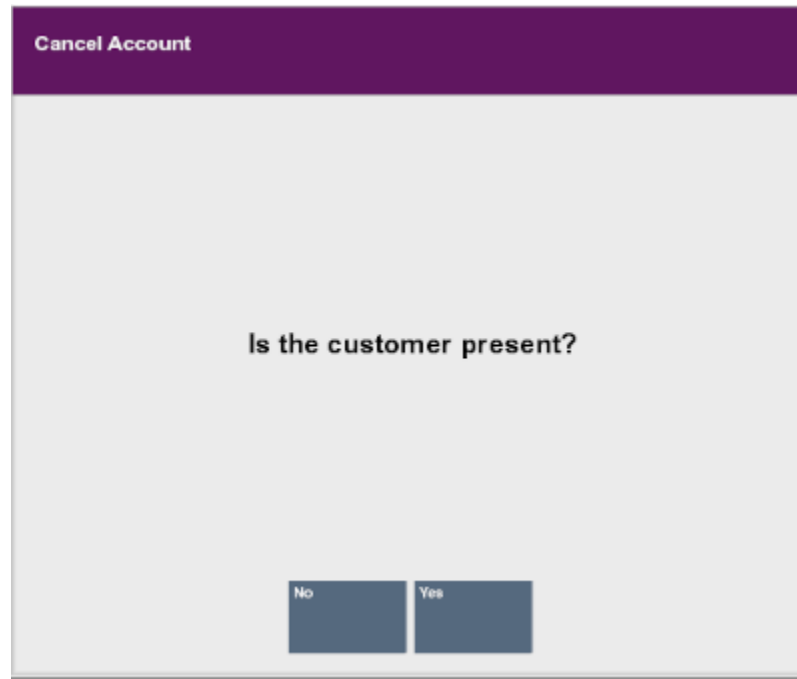 Cancel Account
Is the customer present?
No
Yes